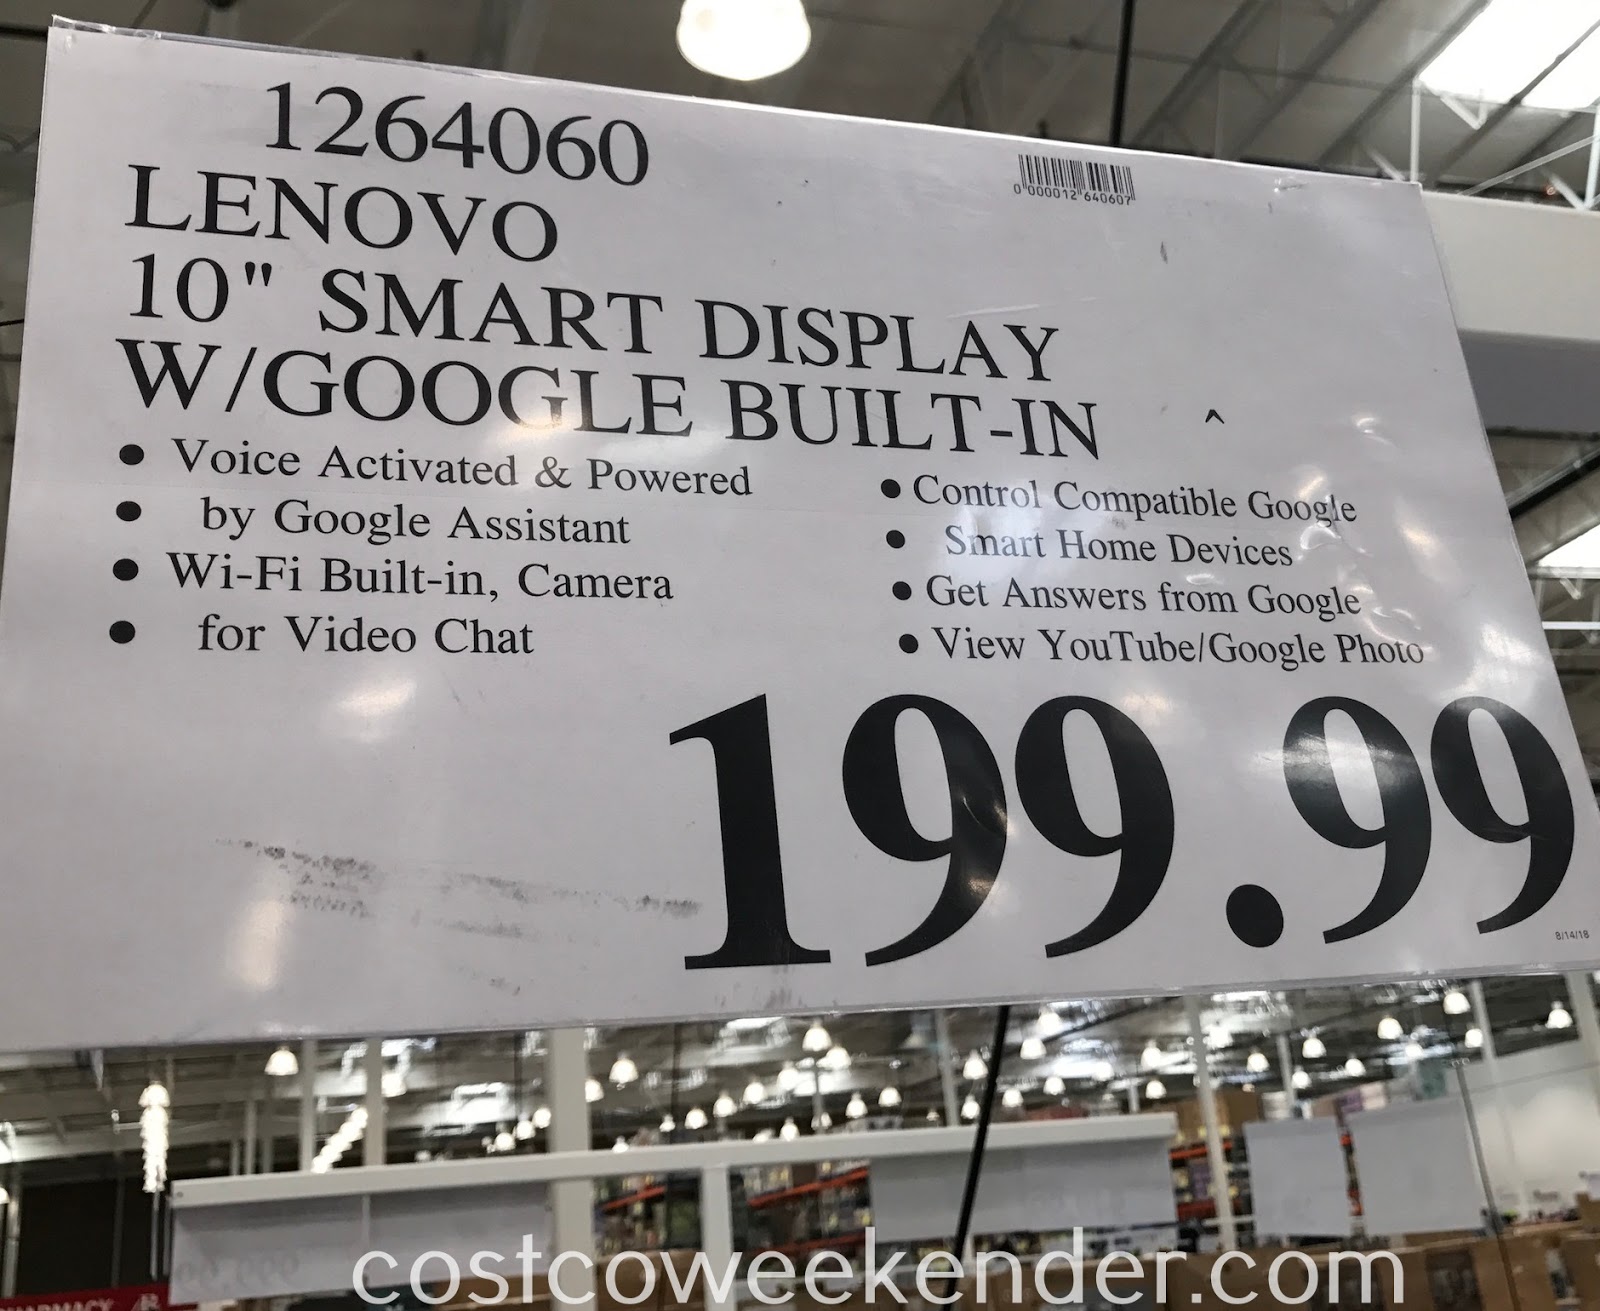 1264060
0 000012 640607
LENOVO
10" SMART DISPLAY
W/GOOGLE BUILT-IN ^
• Voice Activated & Powered
• by Google Assistant
• Wi-Fi Built-in, Camera
• for Video Chat
• Control Compatible Google
• Smart Home Devices
• Get Answers from Google
• View YouTube/Google Photo
199.99
8/14/18
costcoweekender.com